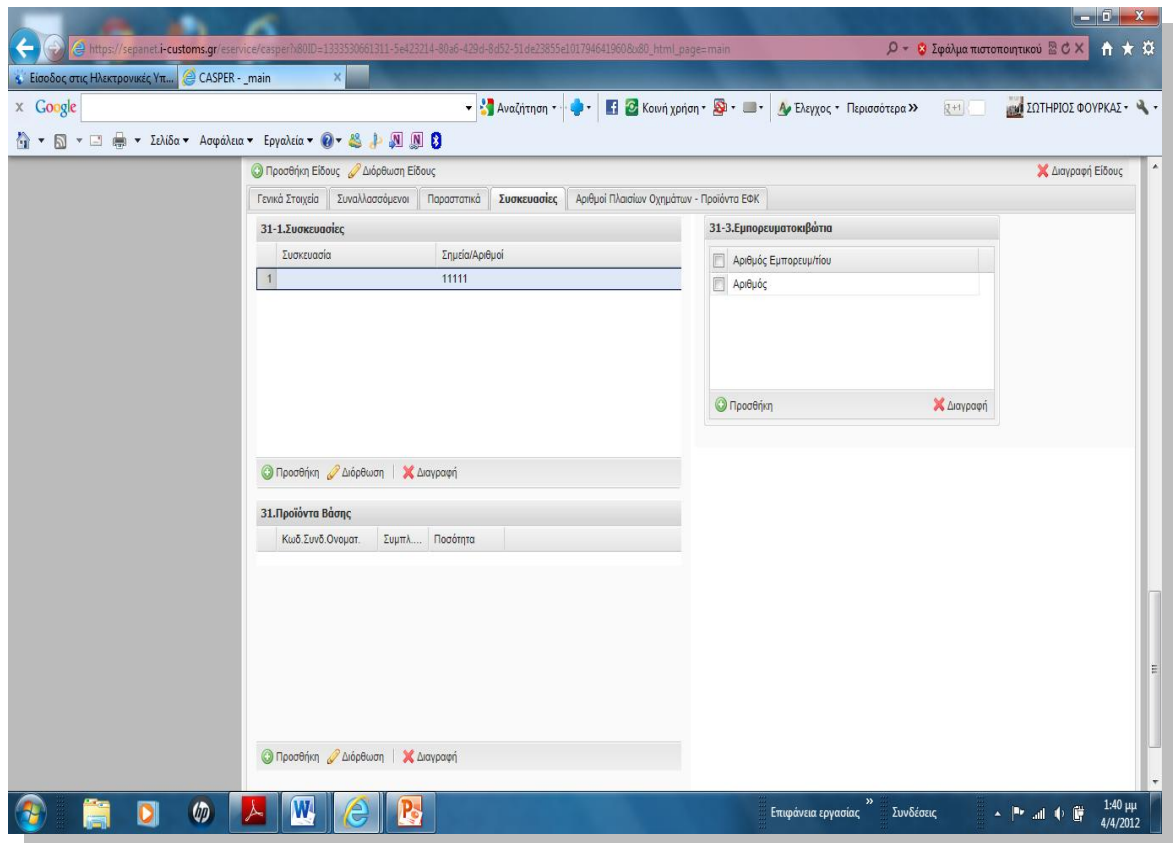 https://sepanet.i-customs.gr/eservice/casper?x80ID=1333530661311-5e423214-80a6-429d-8d52-51de23855e101794641960&x80_html_page=main Σφάλμα πιστοποιητικού
Είσοδος στις Ηλεκτρονικές Υπ... CASPER - _main
x Google Αναζήτηση Κοινή χρήση Έλεγχος Περισσότερα » ΣΩΤΗΡΙΟΣ ΦΟΥΡΚΑΣ
Σελίδα Ασφάλεια Εργαλεία
Προσθήκη Είδους Διόρθωση Είδους Διαγραφή Είδους
Γενικά Στοιχεία Συναλλασσόμενοι Παραστατικά Συσκευασίες Αριθμοί Πλαισίων Οχημάτων - Προϊόντα ΕΦΚ
31-1.Συσκευασίες
Συσκευασία Σημεία/Αριθμοί
1 11111
Προσθήκη Διόρθωση Διαγραφή
31-3.Εμπορευματοκιβώτια
Αριθμός Εμπορευμ/τίου
Αριθμός
Προσθήκη Διαγραφή
31.Προϊόντα Βάσης
Κωδ.Συνδ.Ονοματ. Συμπλ.... Ποσότητα
Προσθήκη Διόρθωση Διαγραφή
Επιφάνεια εργασίας » Συνδέσεις 1:40 μμ
4/4/2012